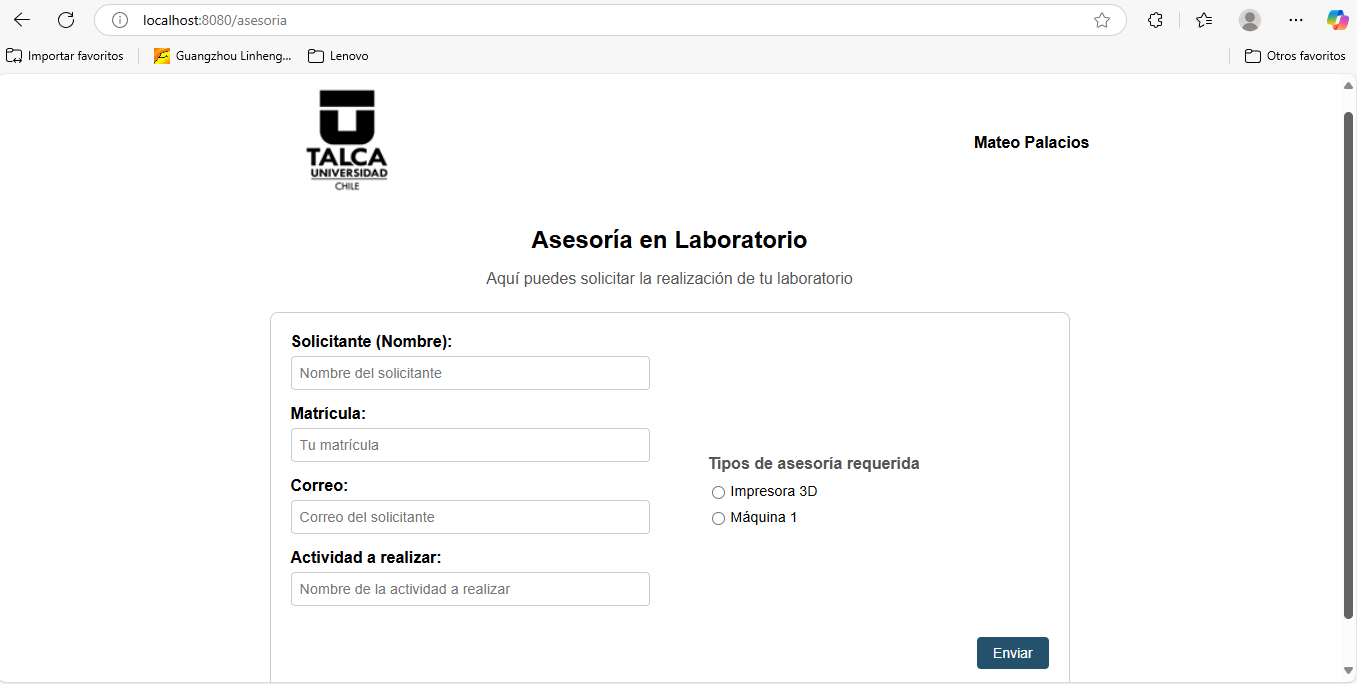 localhost:8080/asesoria
Importar favoritos
Guangzhou Linheng...
Lenovo
Otros favoritos
TALCA
UNIVERSIDAD
CHILE
Mateo Palacios
Asesoría en Laboratorio
Aquí puedes solicitar la realización de tu laboratorio
Solicitante (Nombre):
Nombre del solicitante
Matrícula:
Tu matrícula
Correo:
Correo del solicitante
Actividad a realizar:
Nombre de la actividad a realizar
Tipos de asesoría requerida
Impresora 3D
Máquina 1
Enviar